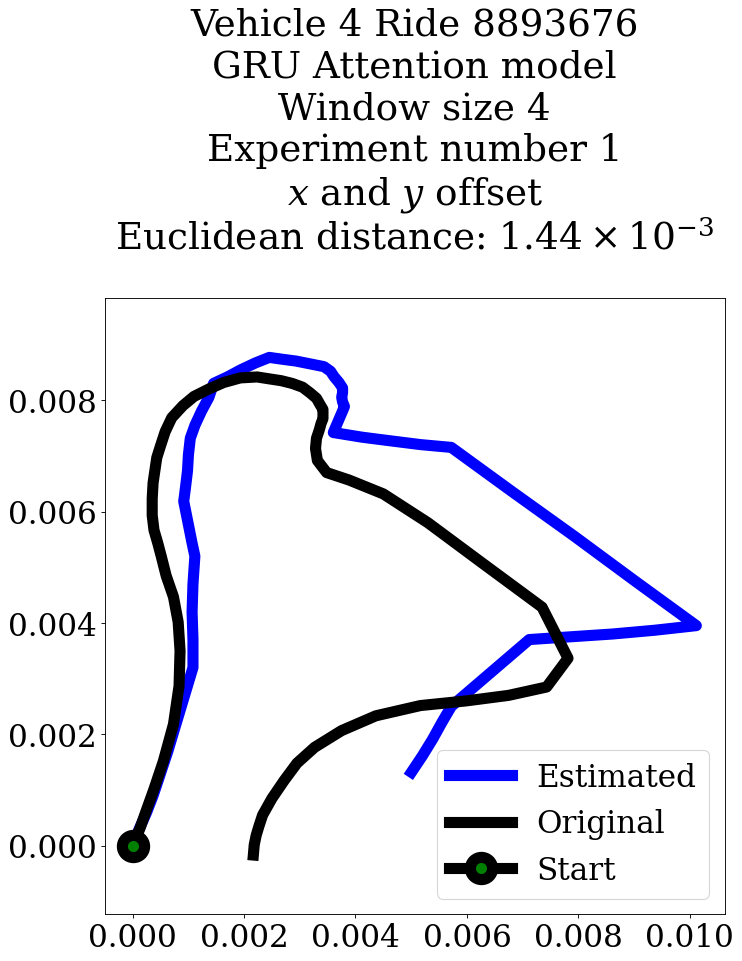 Vehicle 4 Ride 8893676
GRU Attention model
Window size 4
Experiment number 1
x and y offset
Euclidean distance: 1.44 × 10⁻³
0.008
0.006
0.004
0.002
0.000
Estimated
Original
Start
0.000 0.002 0.004 0.006 0.008 0.010